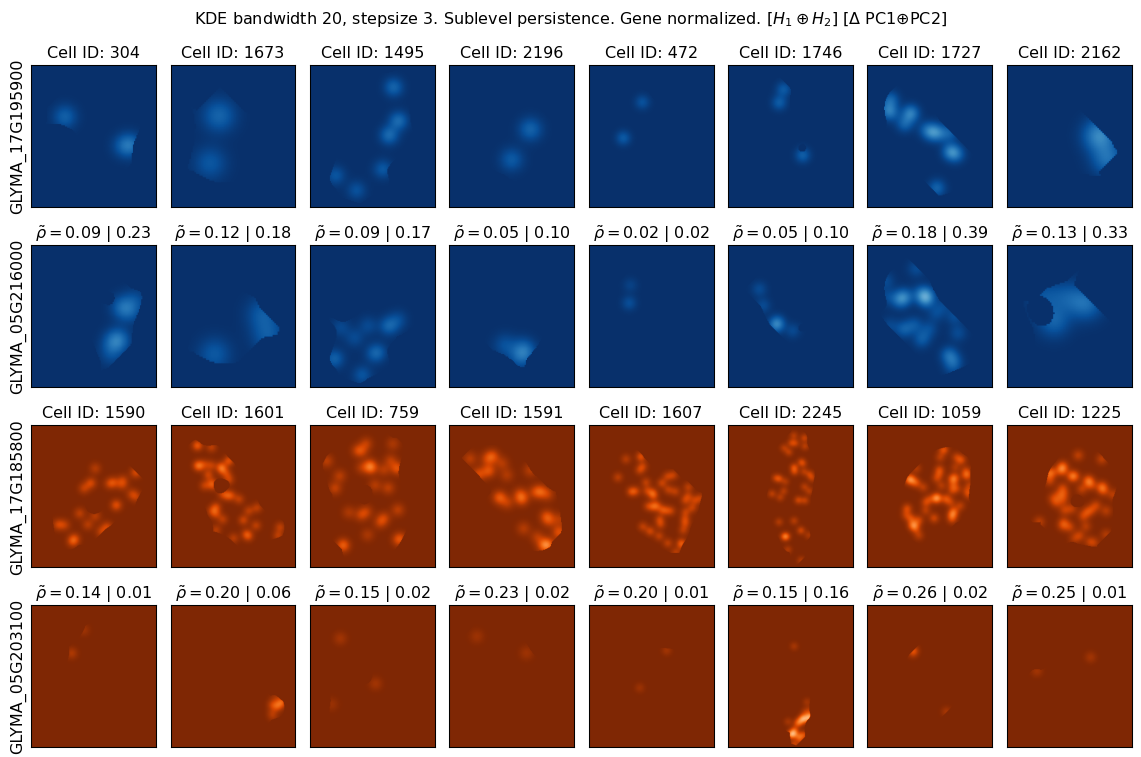 KDE bandwidth 20, stepsize 3. Sublevel persistence. Gene normalized. [$H_1 \oplus H_2$] [Δ PC1⊕PC2]
Cell ID: 304 Cell ID: 1673 Cell ID: 1495 Cell ID: 2196 Cell ID: 472 Cell ID: 1746 Cell ID: 1727 Cell ID: 2162
GLYMA_17G195900
ρ̃ = 0.09 | 0.23 ρ̃ = 0.12 | 0.18 ρ̃ = 0.09 | 0.17 ρ̃ = 0.05 | 0.10 ρ̃ = 0.02 | 0.02 ρ̃ = 0.05 | 0.10 ρ̃ = 0.18 | 0.39 ρ̃ = 0.13 | 0.33
GLYMA_05G216000
Cell ID: 1590 Cell ID: 1601 Cell ID: 759 Cell ID: 1591 Cell ID: 1607 Cell ID: 2245 Cell ID: 1059 Cell ID: 1225
GLYMA_17G185800
ρ̃ = 0.14 | 0.01 ρ̃ = 0.20 | 0.06 ρ̃ = 0.15 | 0.02 ρ̃ = 0.23 | 0.02 ρ̃ = 0.20 | 0.01 ρ̃ = 0.15 | 0.16 ρ̃ = 0.26 | 0.02 ρ̃ = 0.25 | 0.01
GLYMA_05G203100